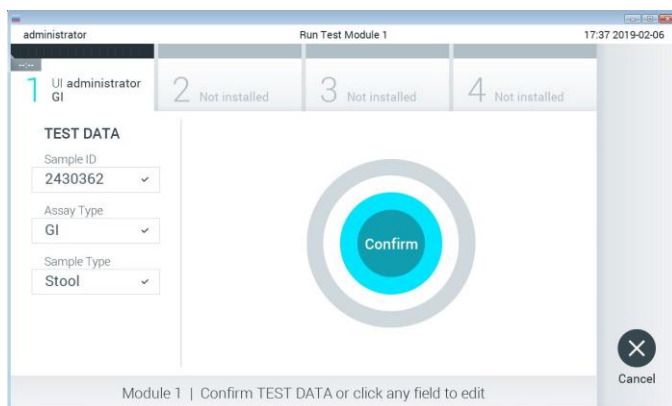 administrator Run Test Module 1 17:37 2019-02-06
--:--
1 UI administrator
GI
2 Not installed
3 Not installed
4 Not installed
TEST DATA
Sample ID
2430362
Assay Type
GI
Sample Type
Stool
Confirm
Cancel
Module 1 | Confirm TEST DATA or click any field to edit